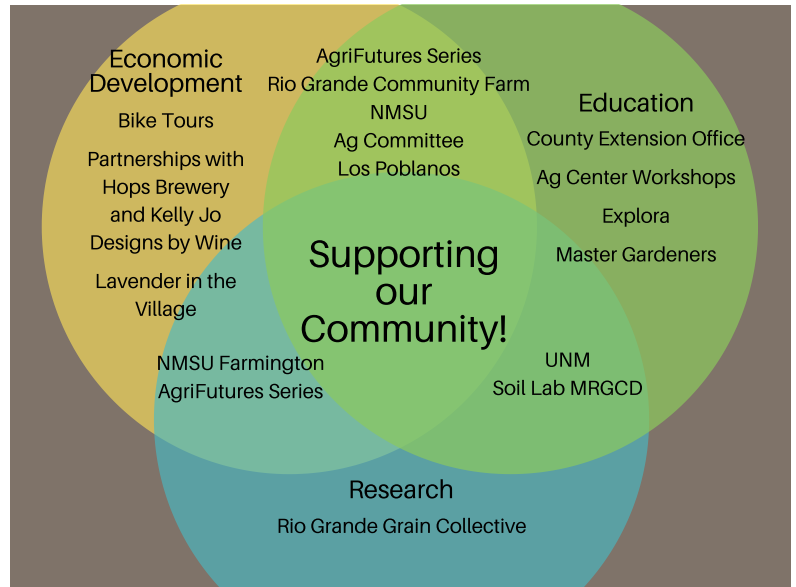 Economic
Development
Bike Tours
Partnerships with
Hops Brewery
and Kelly Jo
Designs by Wine
Lavender in the
Village
AgriFutures Series
Rio Grande Community Farm
NMSU
Ag Committee
Los Poblanos
Education
County Extension Office
Ag Center Workshops
Explora
Master Gardeners
Supporting
our
Community!
NMSU Farmington
AgriFutures Series
UNM
Soil Lab MRGCD
Research
Rio Grande Grain Collective